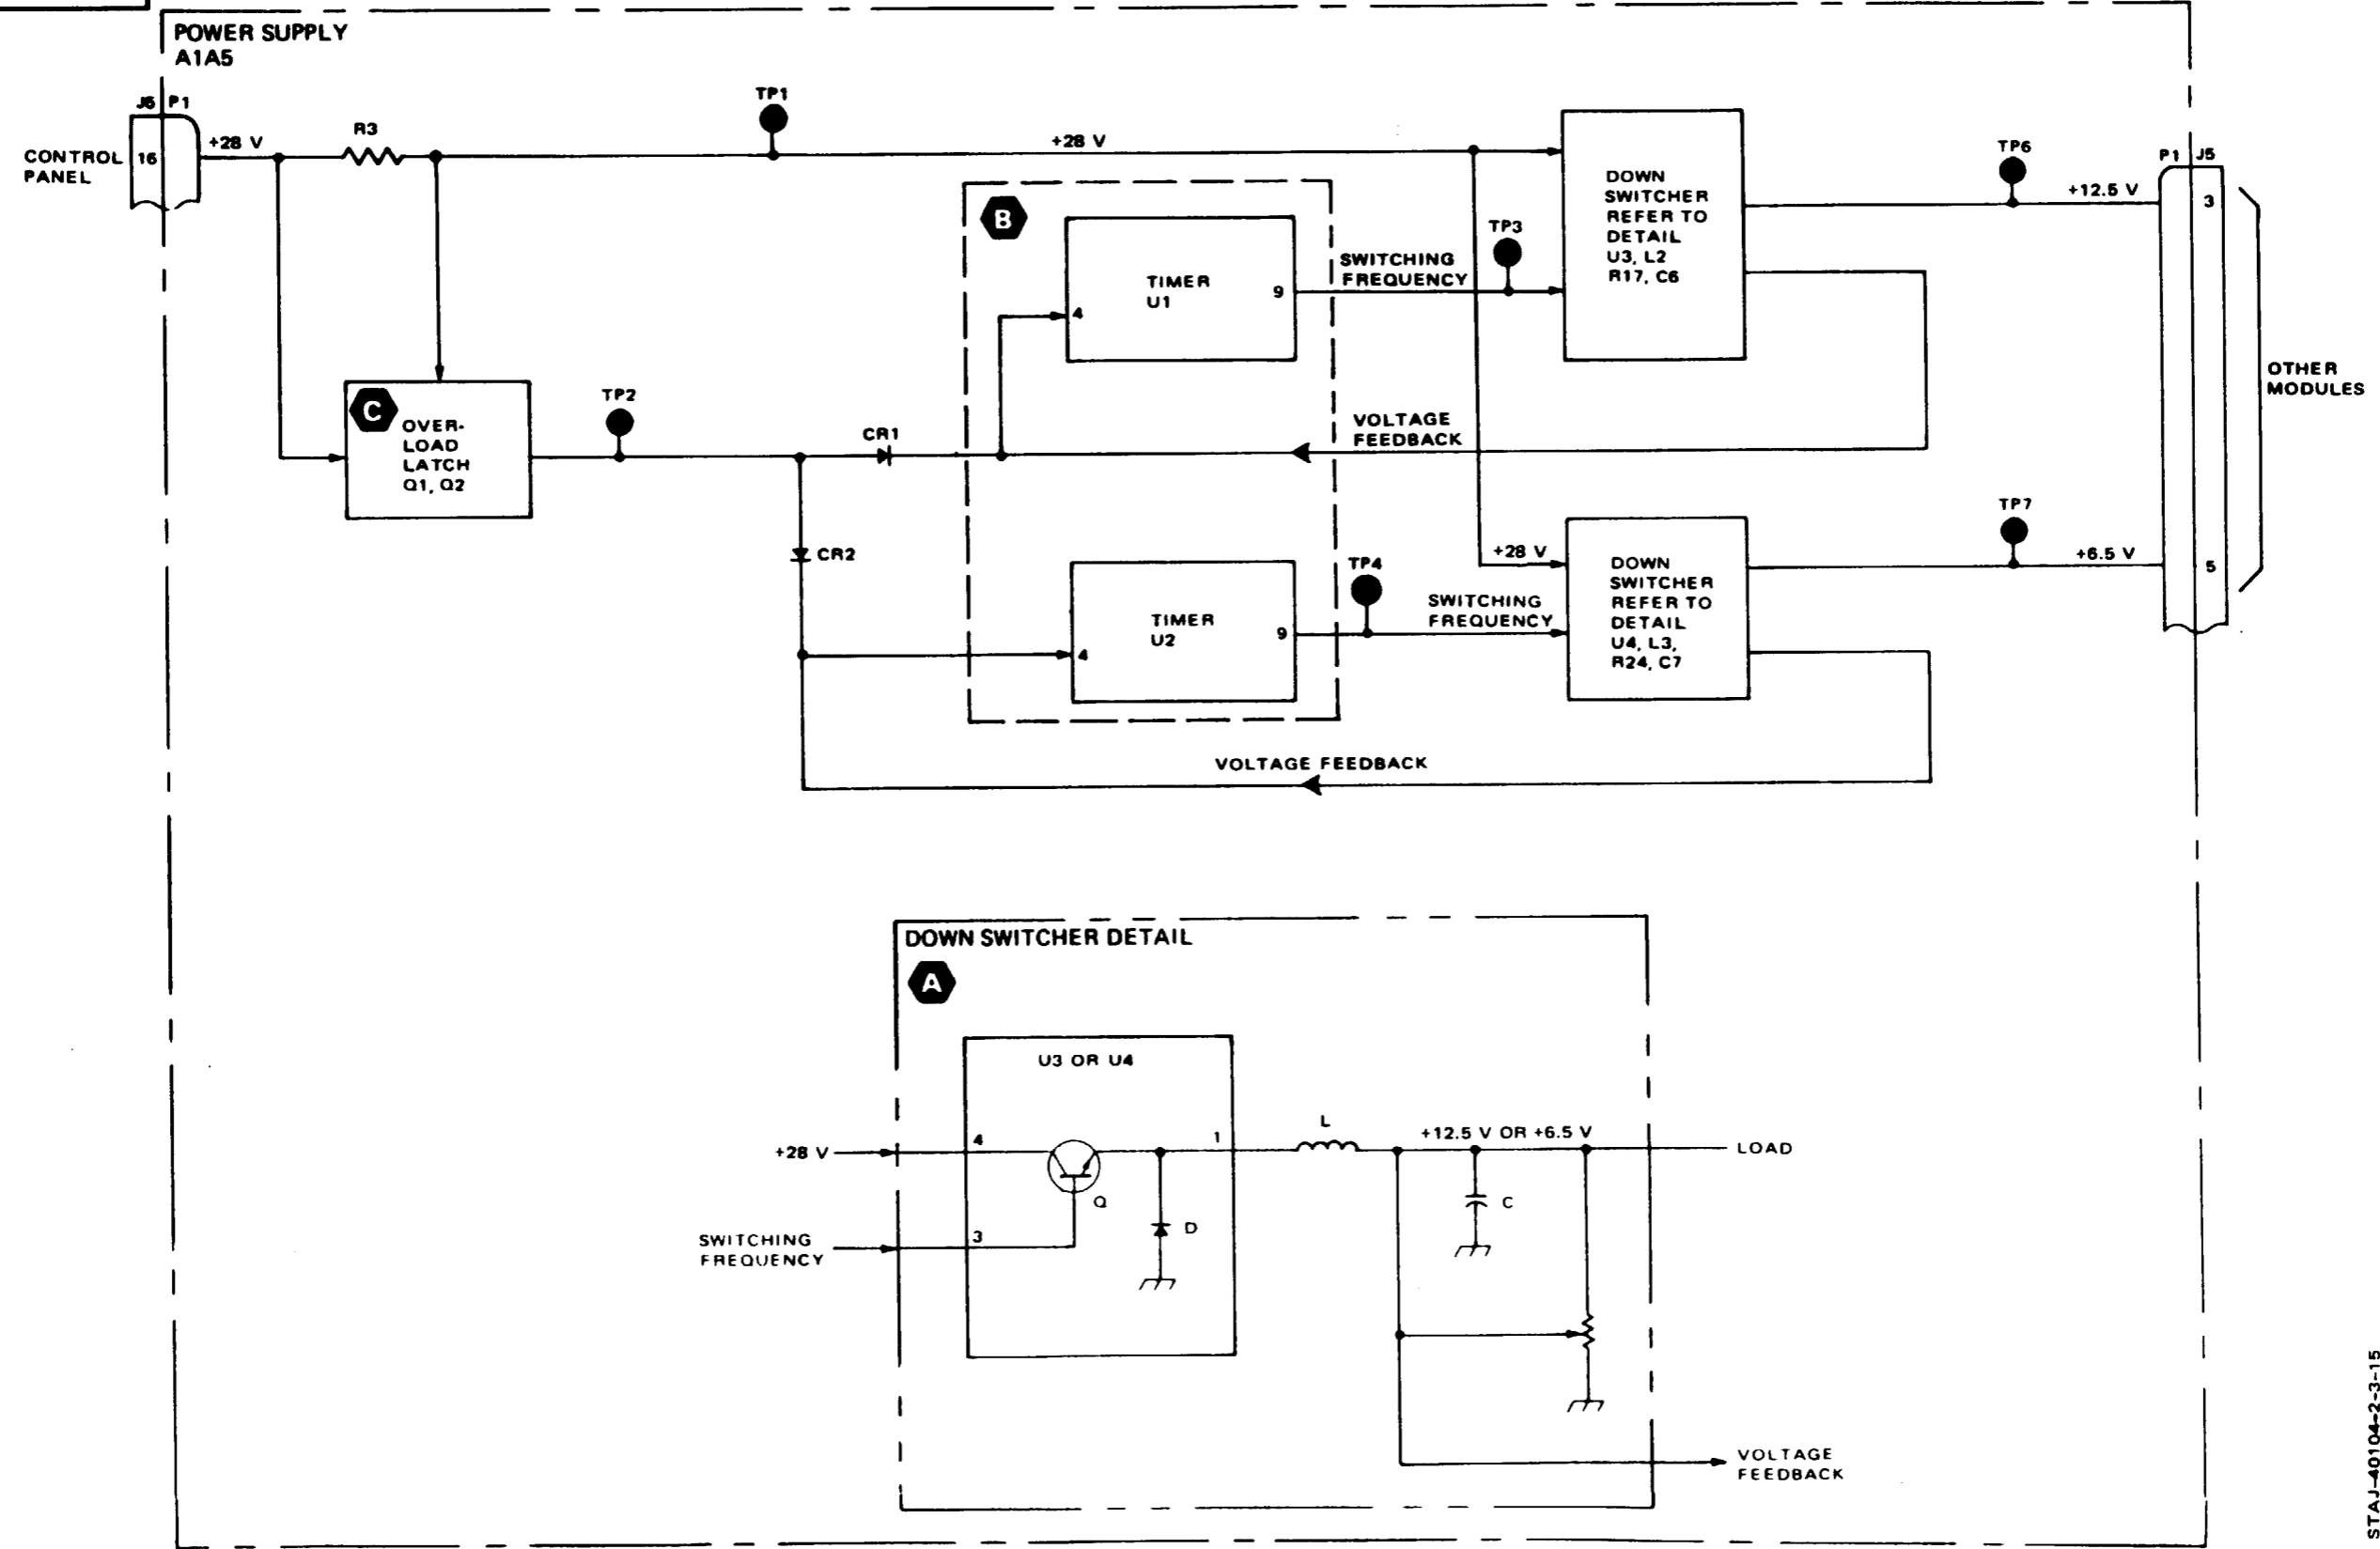 POWER SUPPLY
A1A5
J5 P1
CONTROL
PANEL
16
+28 V
R3
TP1
+28 V
DOWN
SWITCHER
REFER TO
DETAIL
U3, L2
R17, C6
TP6
+12.5 V
P1 J5
3
B
TIMER
U1
4
9
SWITCHING
FREQUENCY
TP3
OTHER
MODULES
C
OVER-
LOAD
LATCH
Q1, Q2
TP2
CR1
VOLTAGE
FEEDBACK
CR2
TIMER
U2
4
9
TP4
SWITCHING
FREQUENCY
+28 V
DOWN
SWITCHER
REFER TO
DETAIL
U4, L3,
R24, C7
TP7
+6.5 V
5
VOLTAGE FEEDBACK
DOWN SWITCHER DETAIL
A
U3 OR U4
+28 V
4
Q
1
D
L
+12.5 V OR +6.5 V
C
LOAD
SWITCHING
FREQUENCY
3
VOLTAGE
FEEDBACK
STAJ-40104-2-3-15